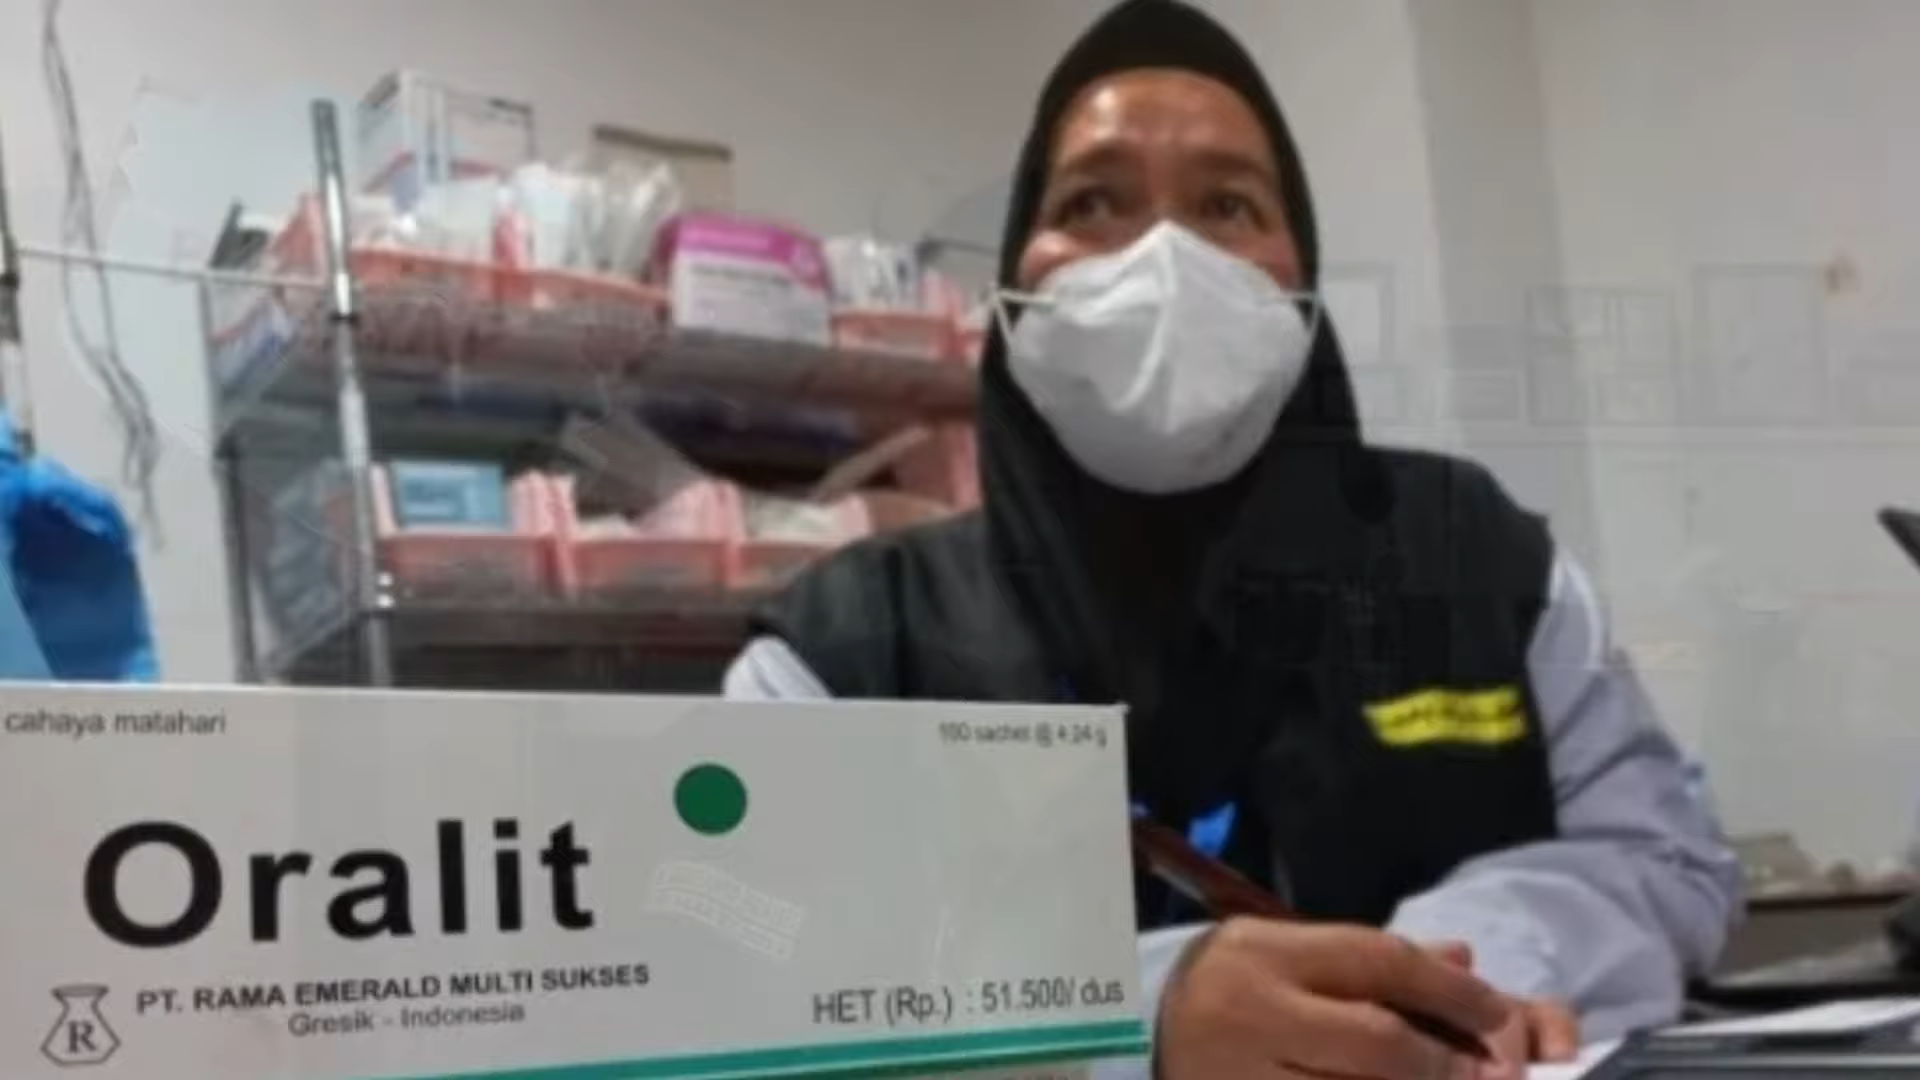 cahaya matahari
100 sachet @ 4.24 g
Oralit
R
PT. RAMA EMERALD MULTI SUKSES
Gresik - Indonesia
HET (Rp.) : 51.500/ dus